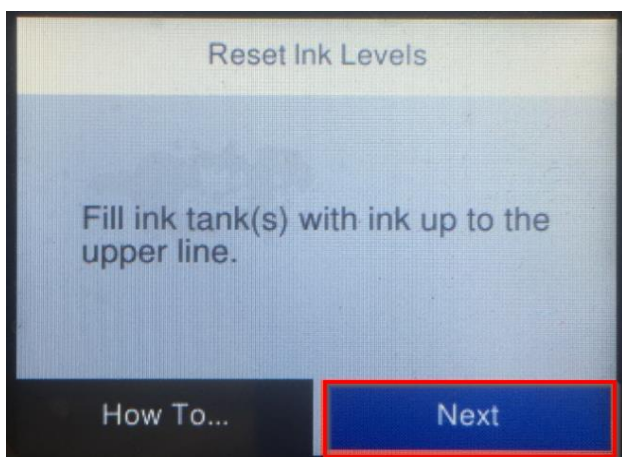 Reset Ink Levels
Fill ink tank(s) with ink up to the
upper line.
How To...
Next